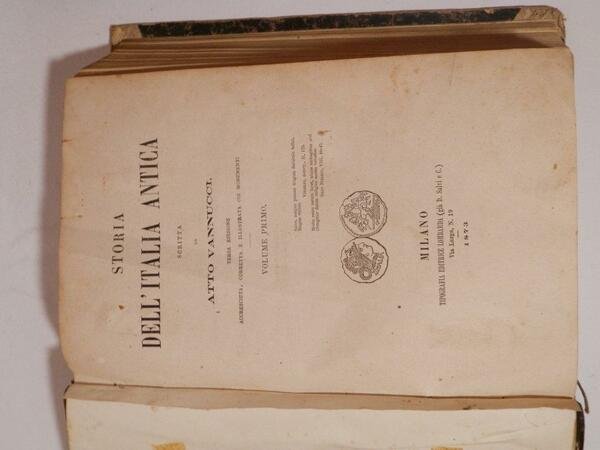 STORIA
DELL'ITALIA ANTICA
SCRITTA
DA
ATTO VANNUCCI.
TERZA EDIZIONE
ACCRESCIUTA, CORRETTA E ILLUSTRATA COI MONUMENTI
VOLUME PRIMO.
MILANO
TIPOGRAFIA EDITRICE LOMBARDA (già D. Salvi e C.)
Via Larga, N. 19
1873